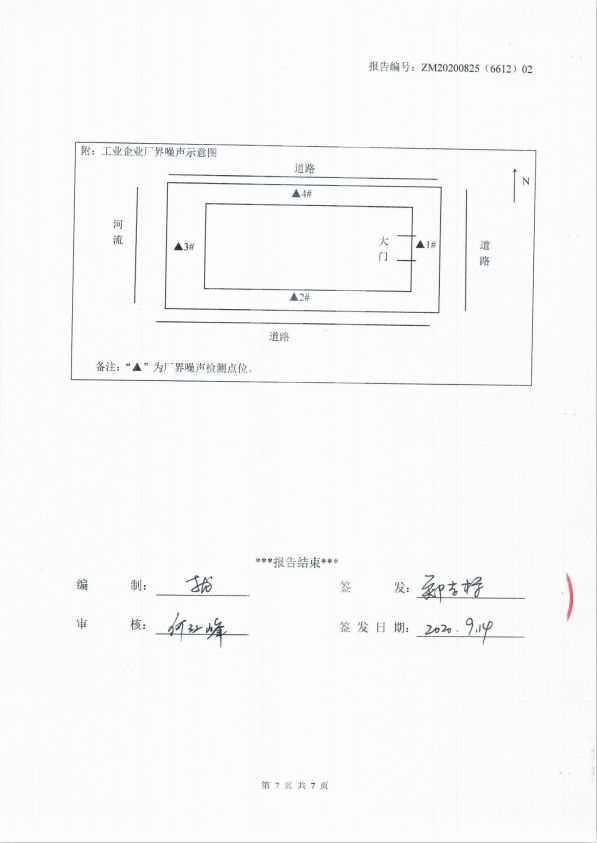 报告编号：ZM20200825（6612）02
附：工业企业厂界噪声示意图
道路
N
▲4#
河流
▲3#
大门
▲1#
道路
▲2#
道路
备注：“▲”为厂界噪声检测点位。
***报告结束***
编 制：
签 发：
审 核：何红峰
签发日期：2020.9.14
第 7 页 共 7 页